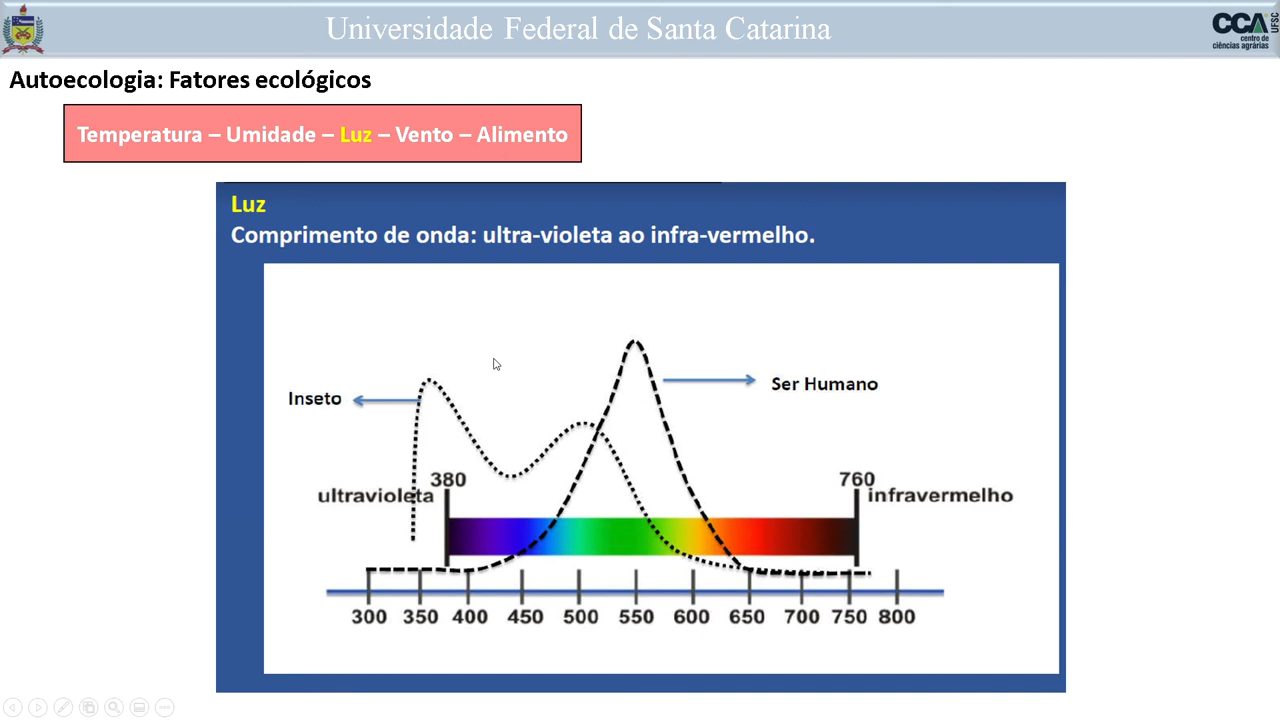 Universidade Federal de Santa Catarina
CCA
UFSC
centro de
ciências agrárias
Autoecologia: Fatores ecológicos
Temperatura – Umidade – Luz – Vento – Alimento
Luz
Comprimento de onda: ultra-violeta ao infra-vermelho.
Inseto
Ser Humano
380
760
ultravioleta
infravermelho
300 350 400 450 500 550 600 650 700 750 800